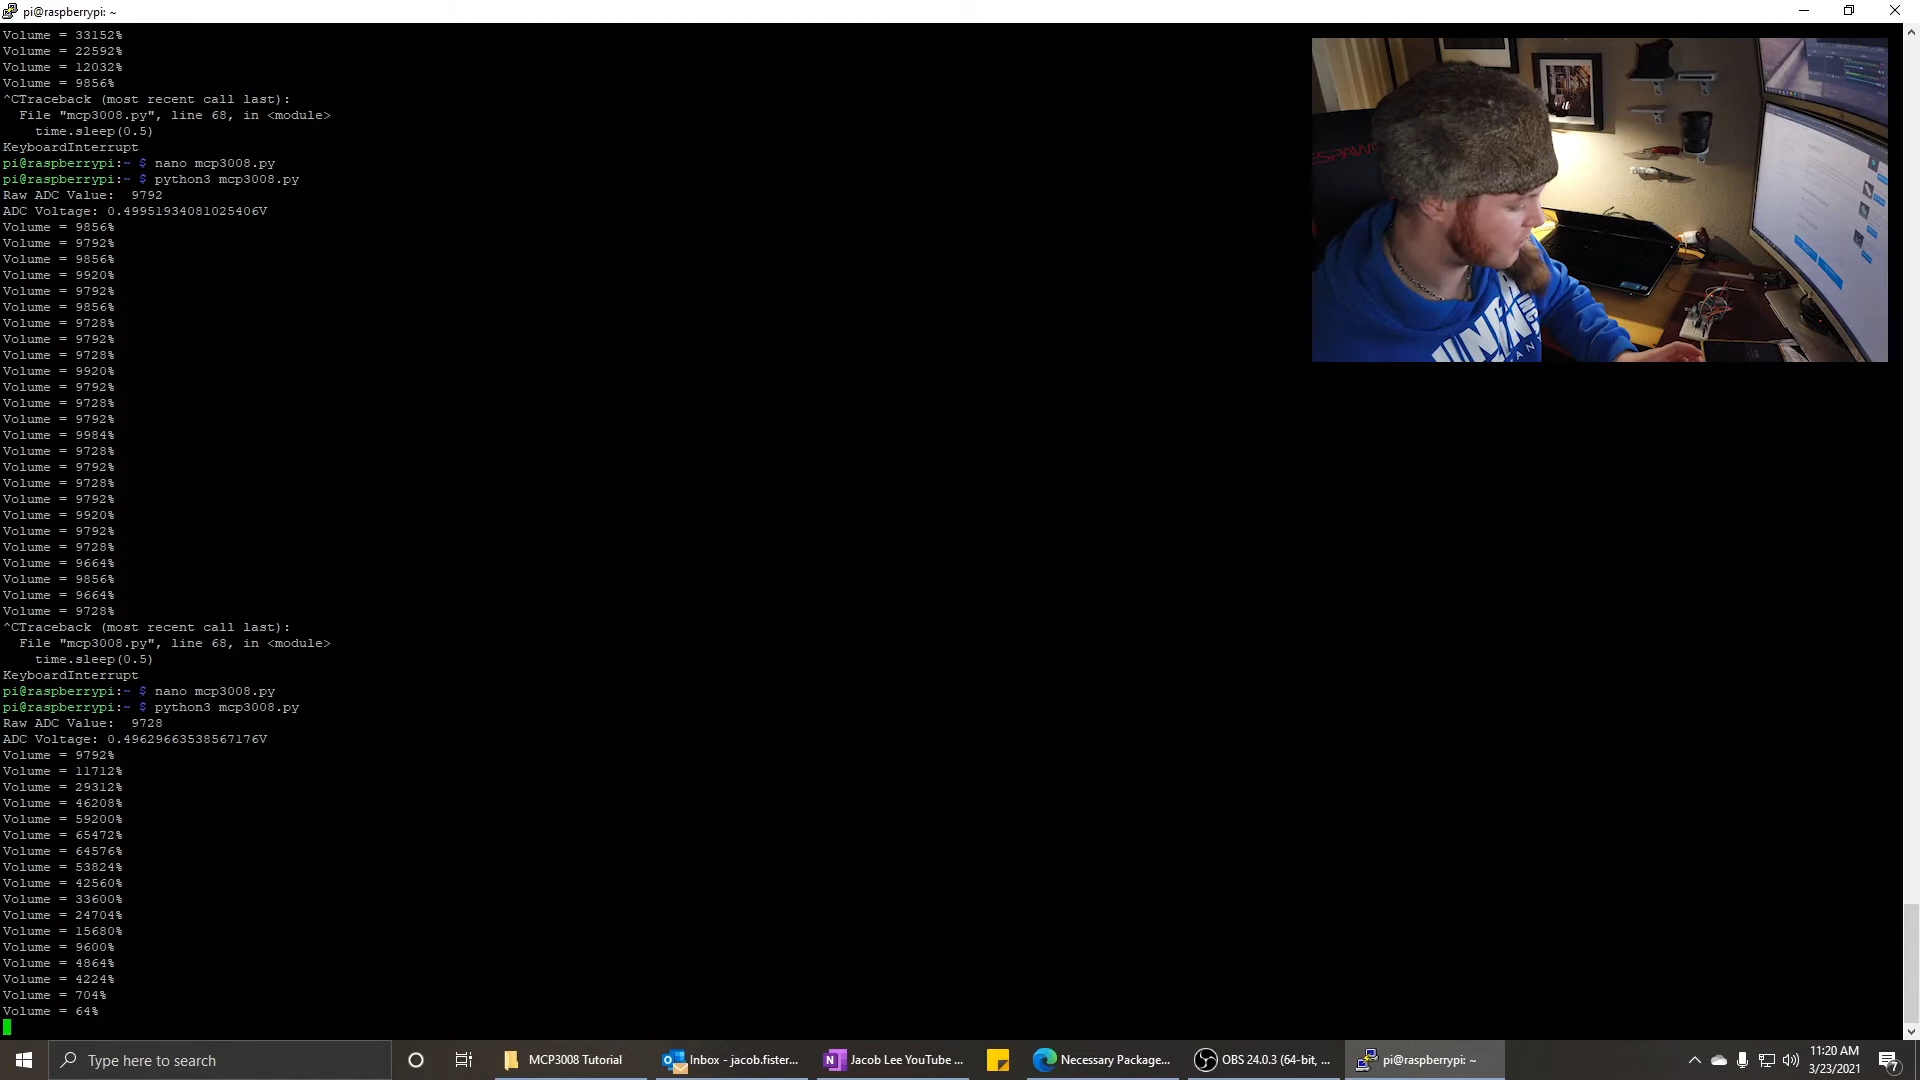 pi@raspberrypi: ~
Volume = 33152%
Volume = 22592%
Volume = 12032%
Volume = 9856%
^CTraceback (most recent call last):
File "mcp3008.py", line 68, in <module>
time.sleep(0.5)
KeyboardInterrupt
pi@raspberrypi:~ $ nano mcp3008.py
pi@raspberrypi:~ $ python3 mcp3008.py
Raw ADC Value:  9792
ADC Voltage: 0.49951934081025406V
Volume = 9856%
Volume = 9792%
Volume = 9856%
Volume = 9920%
Volume = 9792%
Volume = 9856%
Volume = 9728%
Volume = 9792%
Volume = 9728%
Volume = 9920%
Volume = 9792%
Volume = 9728%
Volume = 9792%
Volume = 9984%
Volume = 9728%
Volume = 9792%
Volume = 9728%
Volume = 9792%
Volume = 9920%
Volume = 9792%
Volume = 9728%
Volume = 9664%
Volume = 9856%
Volume = 9664%
Volume = 9728%
^CTraceback (most recent call last):
File "mcp3008.py", line 68, in <module>
time.sleep(0.5)
KeyboardInterrupt
pi@raspberrypi:~ $ nano mcp3008.py
pi@raspberrypi:~ $ python3 mcp3008.py
Raw ADC Value:  9728
ADC Voltage: 0.49629663538567176V
Volume = 9792%
Volume = 11712%
Volume = 29312%
Volume = 46208%
Volume = 59200%
Volume = 65472%
Volume = 64576%
Volume = 53824%
Volume = 42560%
Volume = 33600%
Volume = 24704%
Volume = 15680%
Volume = 9600%
Volume = 4864%
Volume = 4224%
Volume = 704%
Volume = 64%
Type here to search
MCP3008 Tutorial
Inbox - jacob.fister...
Jacob Lee YouTube ...
Necessary Package...
OBS 24.0.3 (64-bit, ...
pi@raspberrypi: ~
11:20 AM
3/23/2021
7